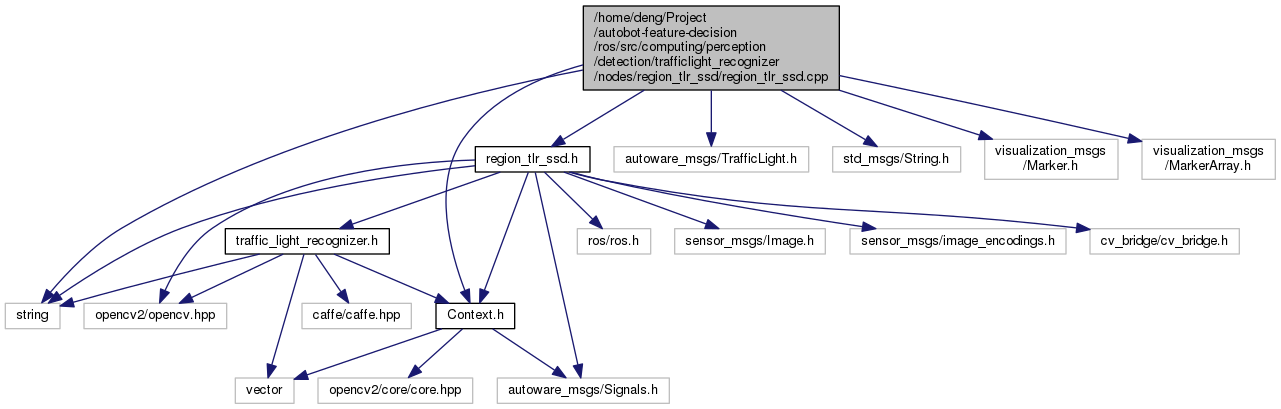 /home/deng/Project
/autobot-feature-decision
/ros/src/computing/perception
/detection/trafficlight_recognizer
/nodes/region_tlr_ssd/region_tlr_ssd.cpp
region_tlr_ssd.h
autoware_msgs/TrafficLight.h
std_msgs/String.h
visualization_msgs
/Marker.h
visualization_msgs
/MarkerArray.h
traffic_light_recognizer.h
ros/ros.h
sensor_msgs/Image.h
sensor_msgs/image_encodings.h
cv_bridge/cv_bridge.h
string
opencv2/opencv.hpp
caffe/caffe.hpp
Context.h
vector
opencv2/core/core.hpp
autoware_msgs/Signals.h